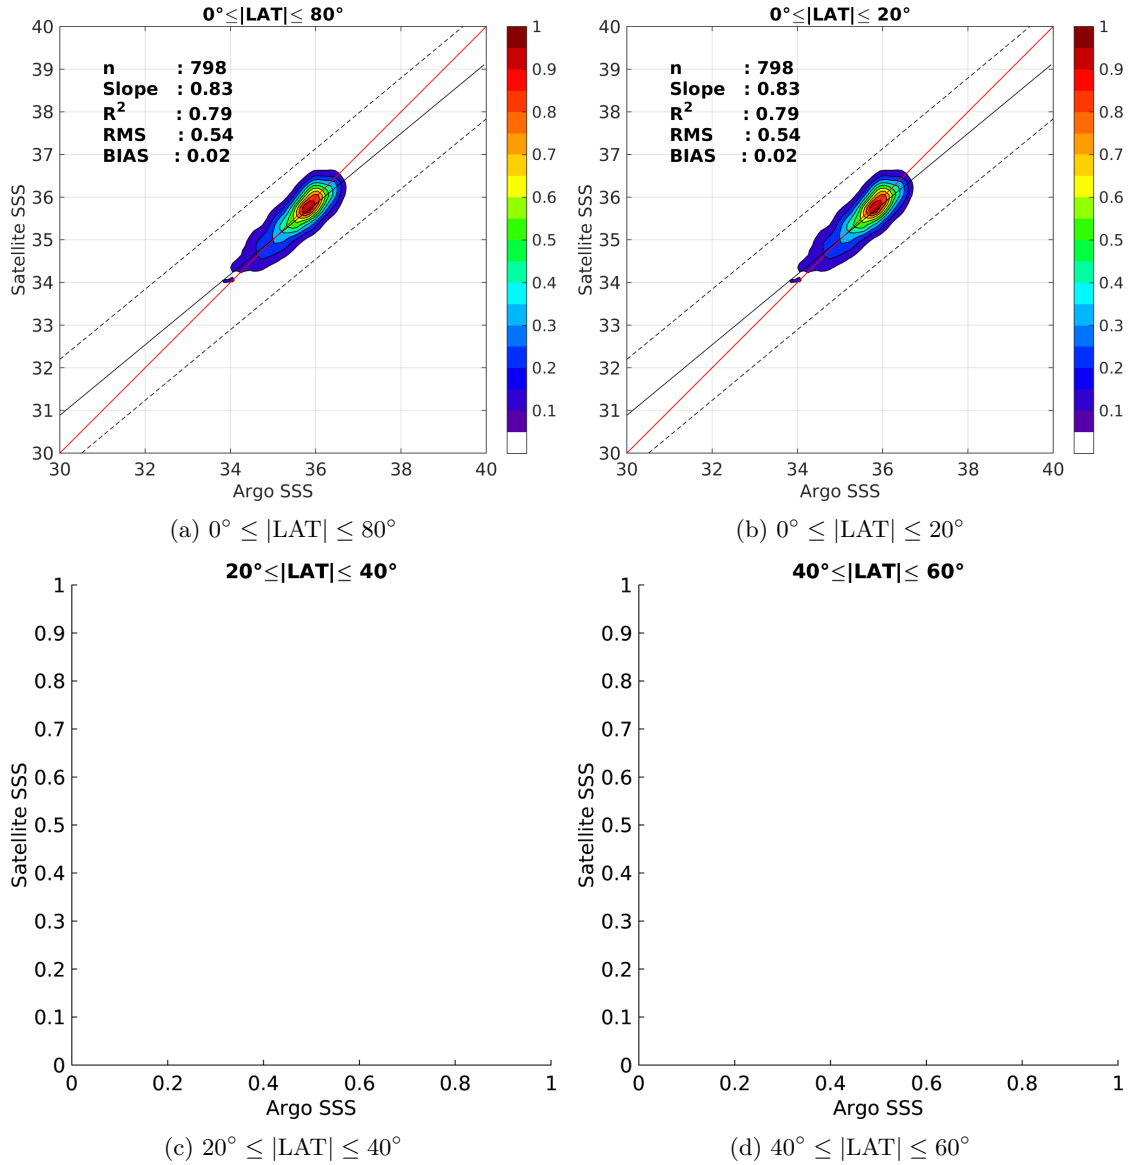 0°≤|LAT|≤ 80°
n : 798
Slope : 0.83
R2 : 0.79
RMS : 0.54
BIAS : 0.02
40
39
38
37
36
35
34
33
32
31
30
Satellite SSS
30 32 34 36 38 40
Argo SSS
1
0.9
0.8
0.7
0.6
0.5
0.4
0.3
0.2
0.1
(a) 0° ≤ |LAT| ≤ 80°
0°≤|LAT|≤ 20°
n : 798
Slope : 0.83
R2 : 0.79
RMS : 0.54
BIAS : 0.02
40
39
38
37
36
35
34
33
32
31
30
Satellite SSS
30 32 34 36 38 40
Argo SSS
1
0.9
0.8
0.7
0.6
0.5
0.4
0.3
0.2
0.1
(b) 0° ≤ |LAT| ≤ 20°
20°≤|LAT|≤ 40°
1
0.9
0.8
0.7
0.6
0.5
0.4
0.3
0.2
0.1
0
Satellite SSS
0 0.2 0.4 0.6 0.8 1
Argo SSS
(c) 20° ≤ |LAT| ≤ 40°
40°≤|LAT|≤ 60°
1
0.9
0.8
0.7
0.6
0.5
0.4
0.3
0.2
0.1
0
Satellite SSS
0 0.2 0.4 0.6 0.8 1
Argo SSS
(d) 40° ≤ |LAT| ≤ 60°